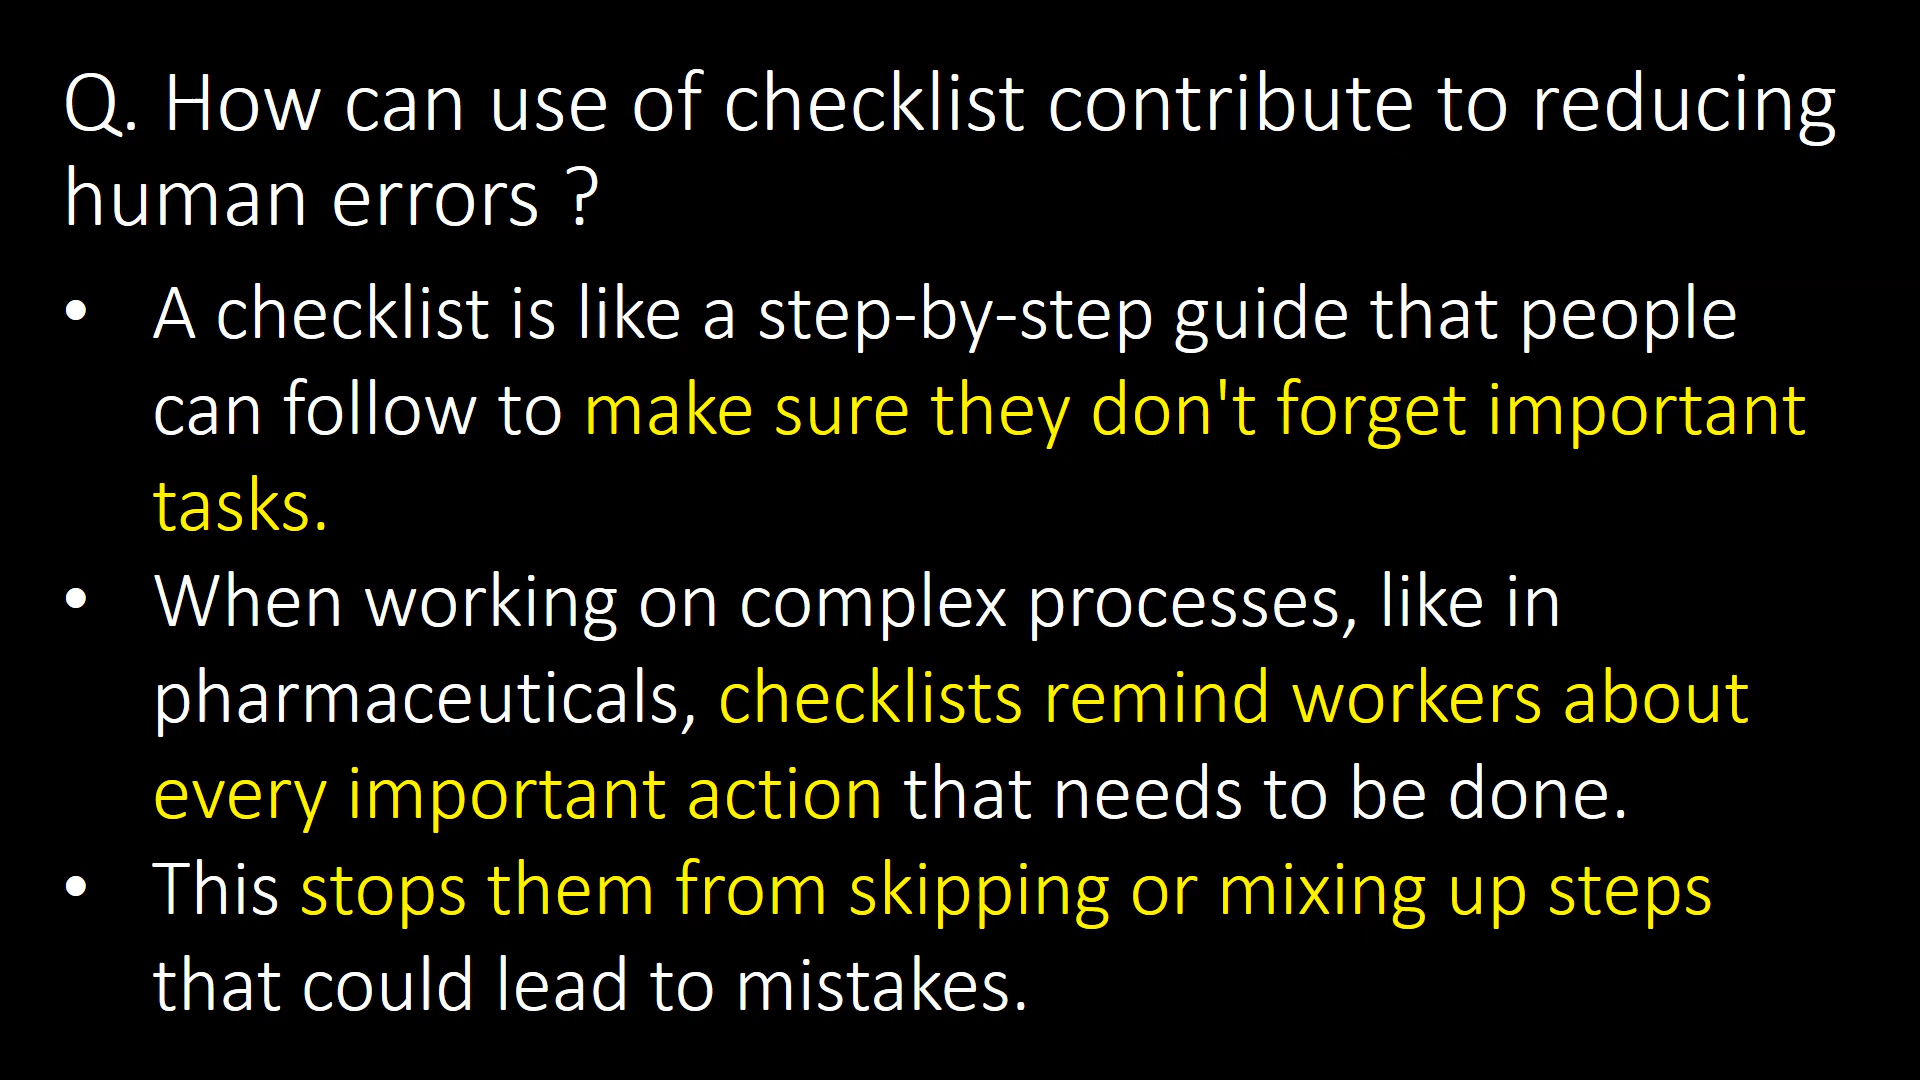 Q. How can use of checklist contribute to reducing
human errors ?
• A checklist is like a step-by-step guide that people
can follow to make sure they don't forget important
tasks.
• When working on complex processes, like in
pharmaceuticals, checklists remind workers about
every important action that needs to be done.
• This stops them from skipping or mixing up steps
that could lead to mistakes.